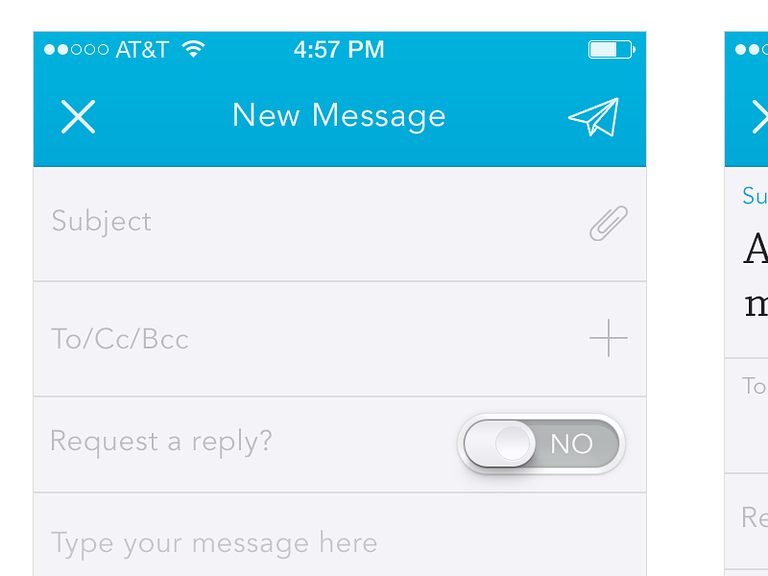 AT&T 4:57 PM
New Message
Subject
To/Cc/Bcc
Request a reply? NO
Type your message here
Su
A
m
To
Re